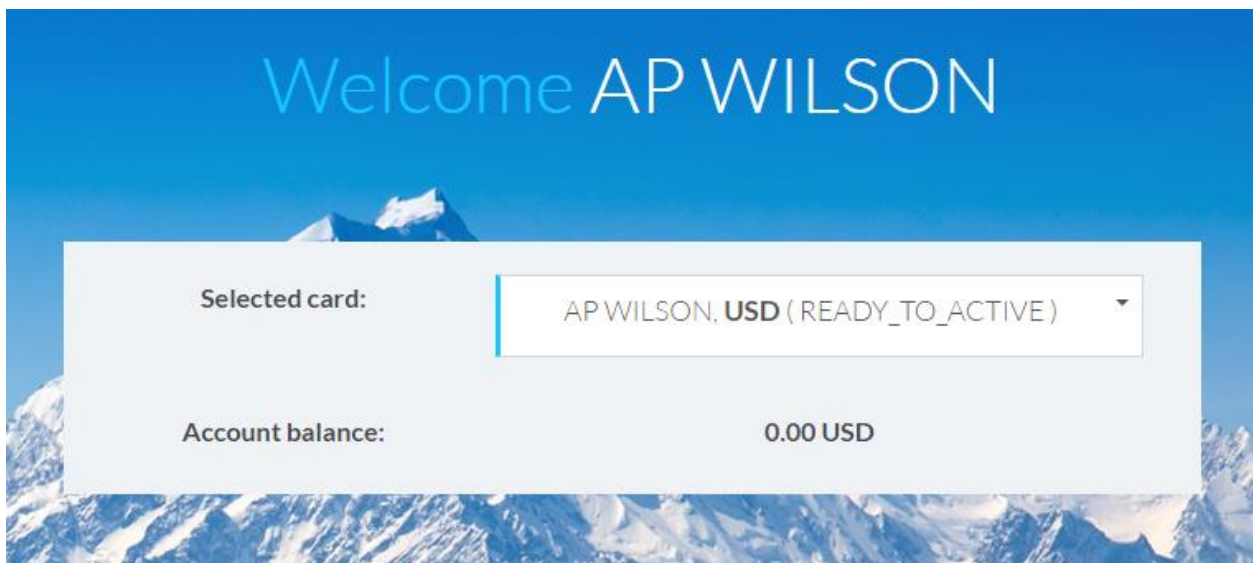 Welcome AP WILSON
Selected card:
AP WILSON, USD ( READY_TO_ACTIVE )
Account balance:
0.00 USD